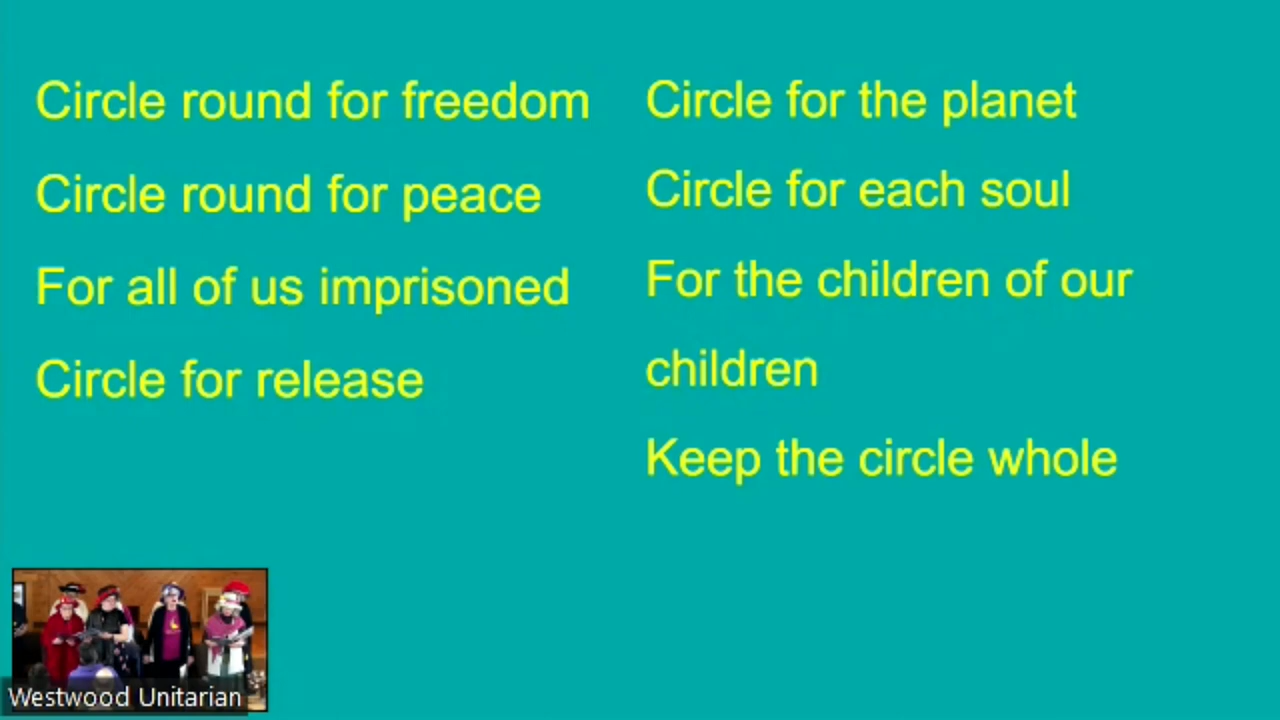 Circle round for freedom
Circle round for peace
For all of us imprisoned
Circle for release
Circle for the planet
Circle for each soul
For the children of our
children
Keep the circle whole
Westwood Unitarian